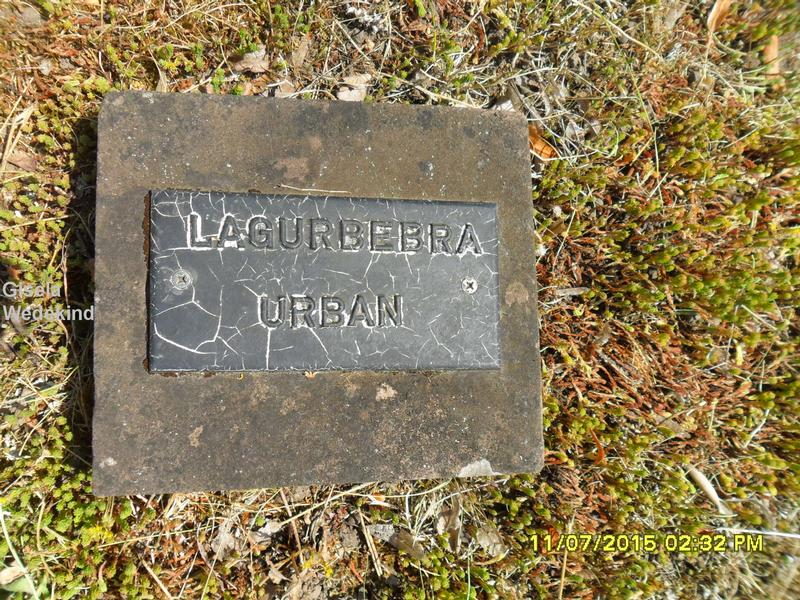 LAGURBEBRA
URBAN
Gisela
Wedekind
11/07/2015 02:32 PM